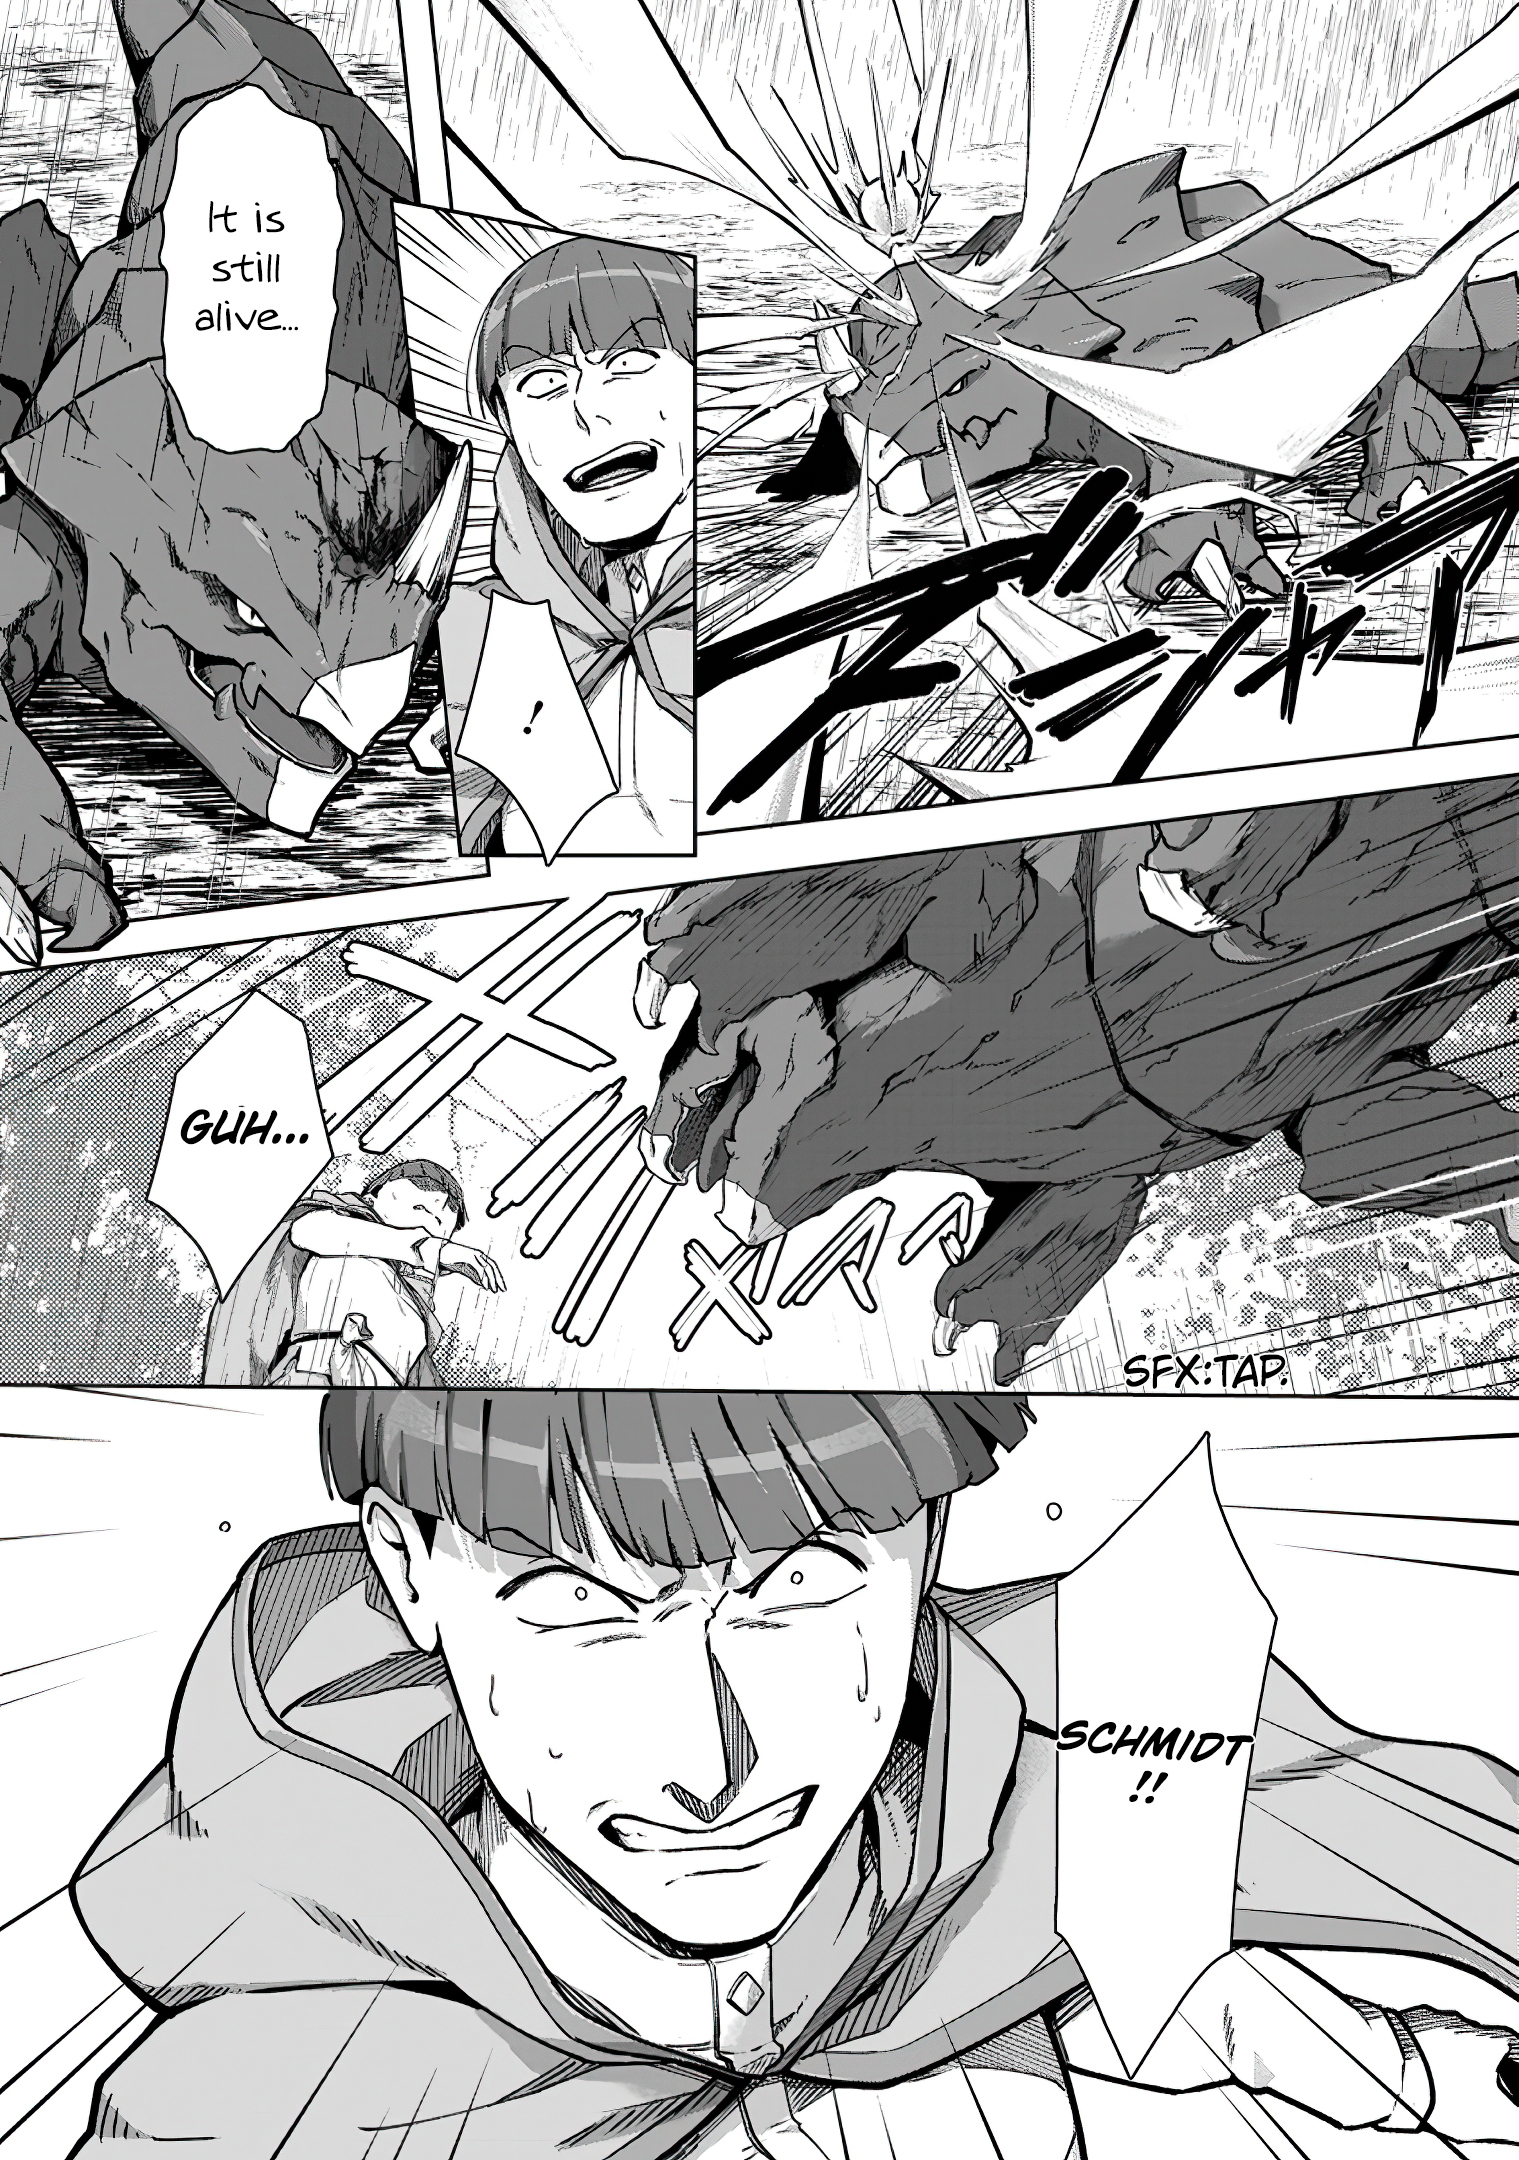 !
It is
still
alive...
GUH...
SFX:TAP.
SCHMIDT
!!